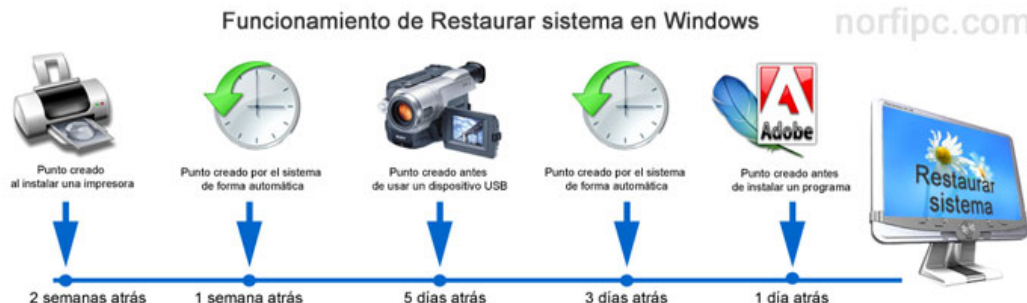 Funcionamiento de Restaurar sistema en Windows
norfipc.com
Punto creado
al instalar una impresora
Punto creado por el sistema
de forma automática
Punto creado antes
de usar un dispositivo USB
Punto creado por el sistema
de forma automática
Adobe
Punto creado antes
de instalar un programa
Restaurar
sistema
2 semanas atrás
1 semana atrás
5 días atrás
3 días atrás
1 día atrás